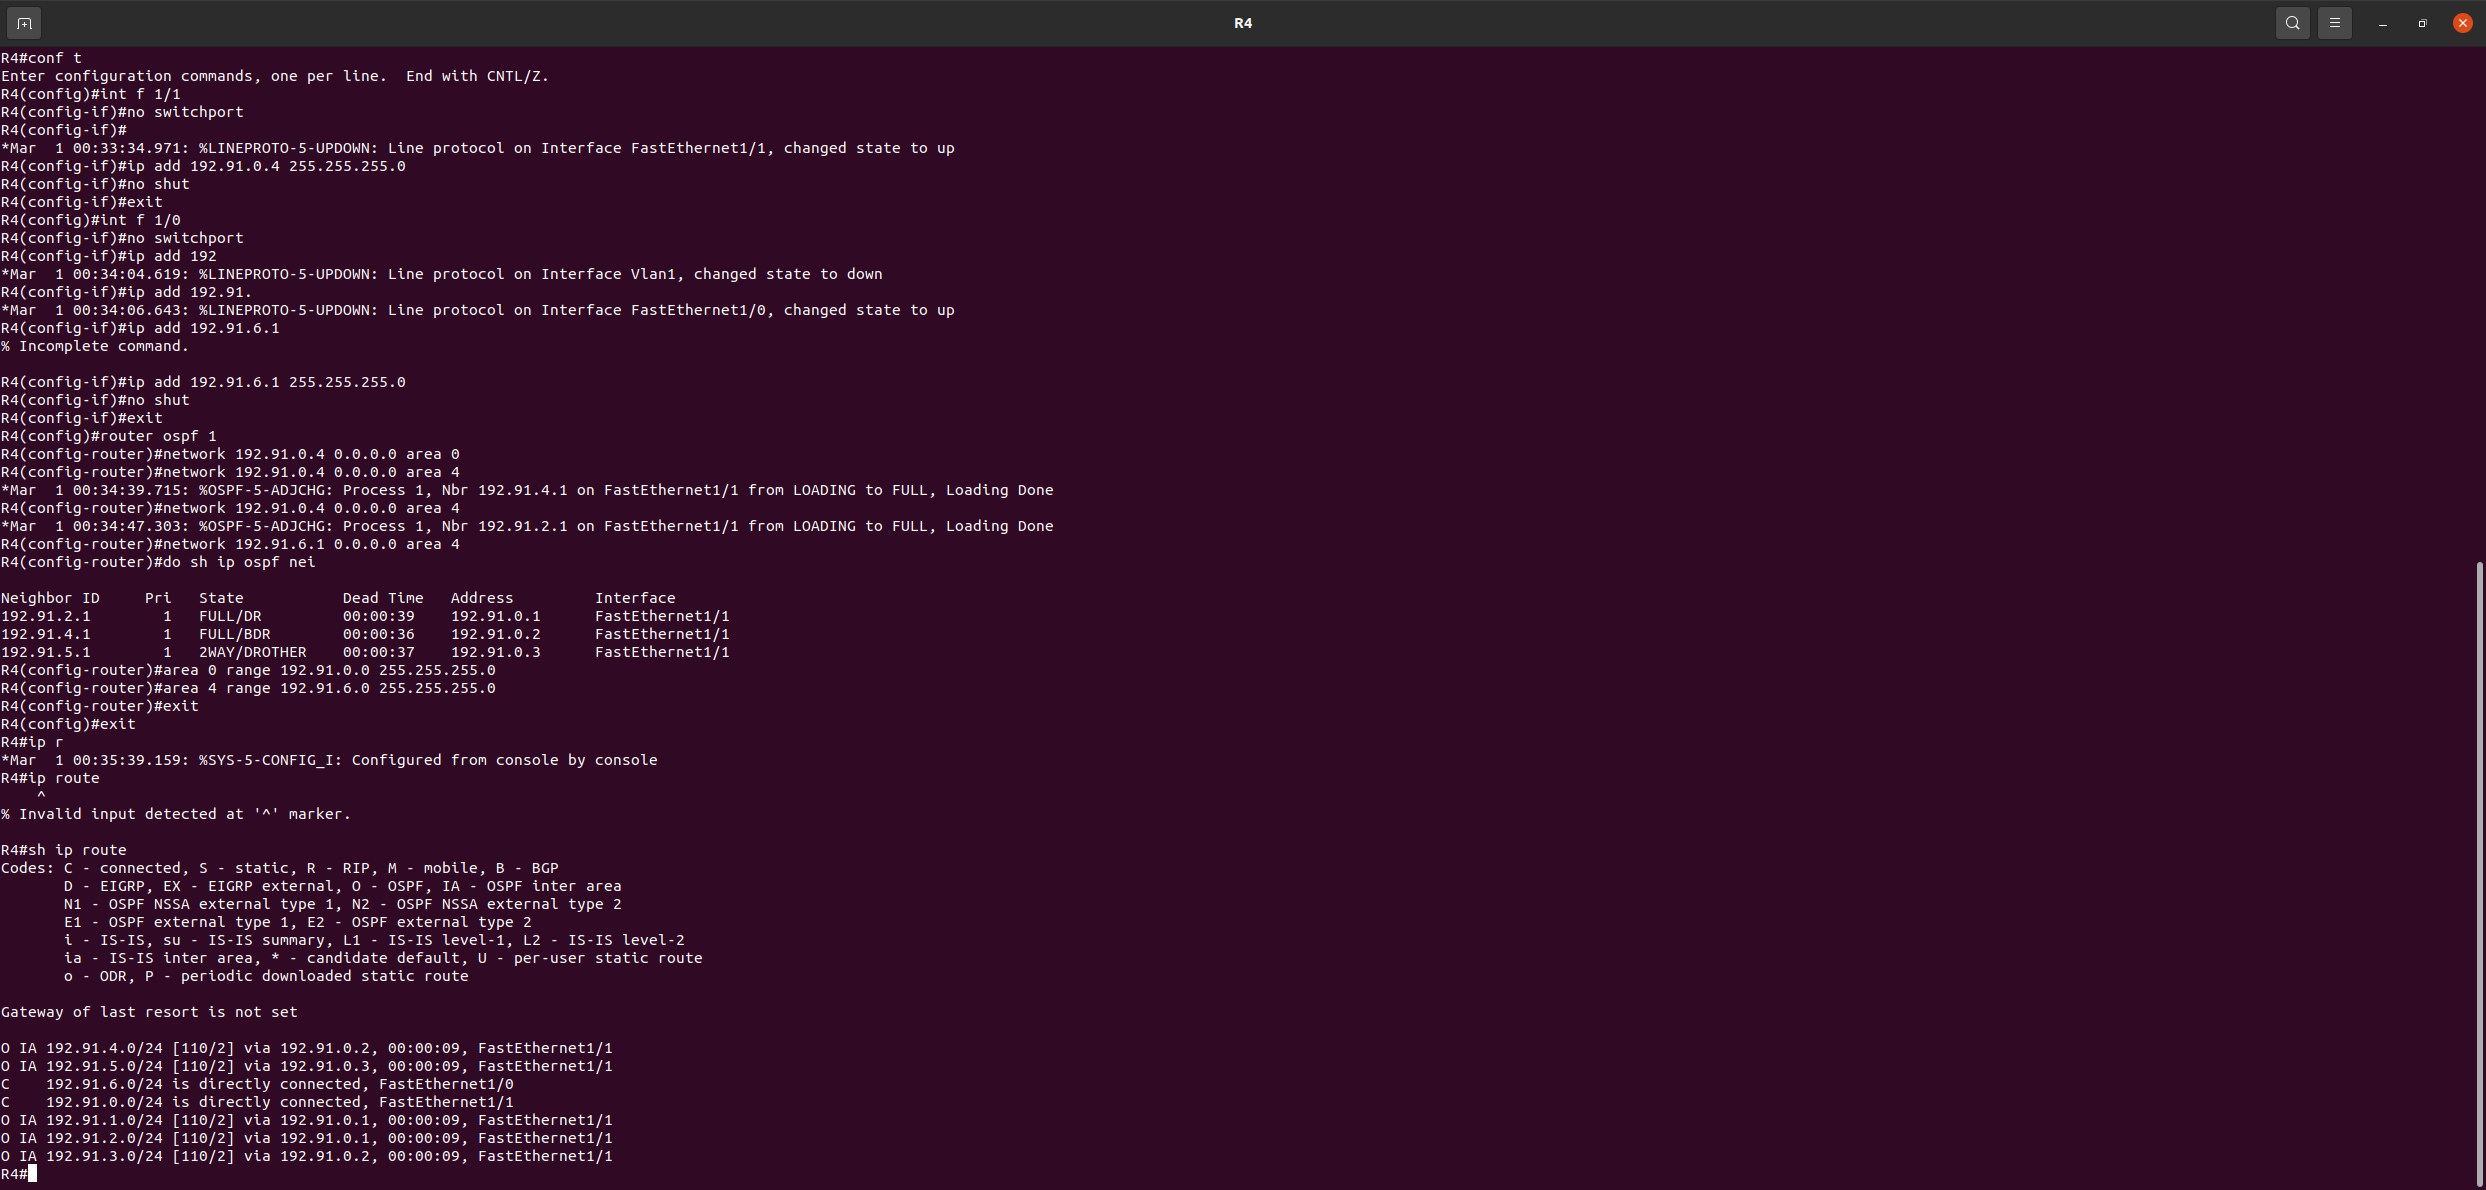 R4
R4#conf t
Enter configuration commands, one per line.  End with CNTL/Z.
R4(config)#int f 1/1
R4(config-if)#no switchport
R4(config-if)#
*Mar  1 00:33:34.971: %LINEPROTO-5-UPDOWN: Line protocol on Interface FastEthernet1/1, changed state to up
R4(config-if)#ip add 192.91.0.4 255.255.255.0
R4(config-if)#no shut
R4(config-if)#exit
R4(config)#int f 1/0
R4(config-if)#no switchport
R4(config-if)#ip add 192
*Mar  1 00:34:04.619: %LINEPROTO-5-UPDOWN: Line protocol on Interface Vlan1, changed state to down
R4(config-if)#ip add 192.91.
*Mar  1 00:34:06.643: %LINEPROTO-5-UPDOWN: Line protocol on Interface FastEthernet1/0, changed state to up
R4(config-if)#ip add 192.91.6.1
% Incomplete command.

R4(config-if)#ip add 192.91.6.1 255.255.255.0
R4(config-if)#no shut
R4(config-if)#exit
R4(config)#router ospf 1
R4(config-router)#network 192.91.0.4 0.0.0.0 area 0
R4(config-router)#network 192.91.0.4 0.0.0.0 area 4
*Mar  1 00:34:39.715: %OSPF-5-ADJCHG: Process 1, Nbr 192.91.4.1 on FastEthernet1/1 from LOADING to FULL, Loading Done
R4(config-router)#network 192.91.0.4 0.0.0.0 area 4
*Mar  1 00:34:47.303: %OSPF-5-ADJCHG: Process 1, Nbr 192.91.2.1 on FastEthernet1/1 from LOADING to FULL, Loading Done
R4(config-router)#network 192.91.6.1 0.0.0.0 area 4
R4(config-router)#do sh ip ospf nei

Neighbor ID     Pri   State           Dead Time   Address         Interface
192.91.2.1        1   FULL/DR         00:00:39    192.91.0.1      FastEthernet1/1
192.91.4.1        1   FULL/BDR        00:00:36    192.91.0.2      FastEthernet1/1
192.91.5.1        1   2WAY/DROTHER    00:00:37    192.91.0.3      FastEthernet1/1
R4(config-router)#area 0 range 192.91.0.0 255.255.255.0
R4(config-router)#area 4 range 192.91.6.0 255.255.255.0
R4(config-router)#exit
R4(config)#exit
R4#ip r
*Mar  1 00:35:39.159: %SYS-5-CONFIG_I: Configured from console by console
R4#ip route
    ^
% Invalid input detected at '^' marker.

R4#sh ip route
Codes: C - connected, S - static, R - RIP, M - mobile, B - BGP
       D - EIGRP, EX - EIGRP external, O - OSPF, IA - OSPF inter area
       N1 - OSPF NSSA external type 1, N2 - OSPF NSSA external type 2
       E1 - OSPF external type 1, E2 - OSPF external type 2
       i - IS-IS, su - IS-IS summary, L1 - IS-IS level-1, L2 - IS-IS level-2
       ia - IS-IS inter area, * - candidate default, U - per-user static route
       o - ODR, P - periodic downloaded static route

Gateway of last resort is not set

O IA 192.91.4.0/24 [110/2] via 192.91.0.2, 00:00:09, FastEthernet1/1
O IA 192.91.5.0/24 [110/2] via 192.91.0.3, 00:00:09, FastEthernet1/1
C    192.91.6.0/24 is directly connected, FastEthernet1/0
C    192.91.0.0/24 is directly connected, FastEthernet1/1
O IA 192.91.1.0/24 [110/2] via 192.91.0.1, 00:00:09, FastEthernet1/1
O IA 192.91.2.0/24 [110/2] via 192.91.0.1, 00:00:09, FastEthernet1/1
O IA 192.91.3.0/24 [110/2] via 192.91.0.2, 00:00:09, FastEthernet1/1
R4#